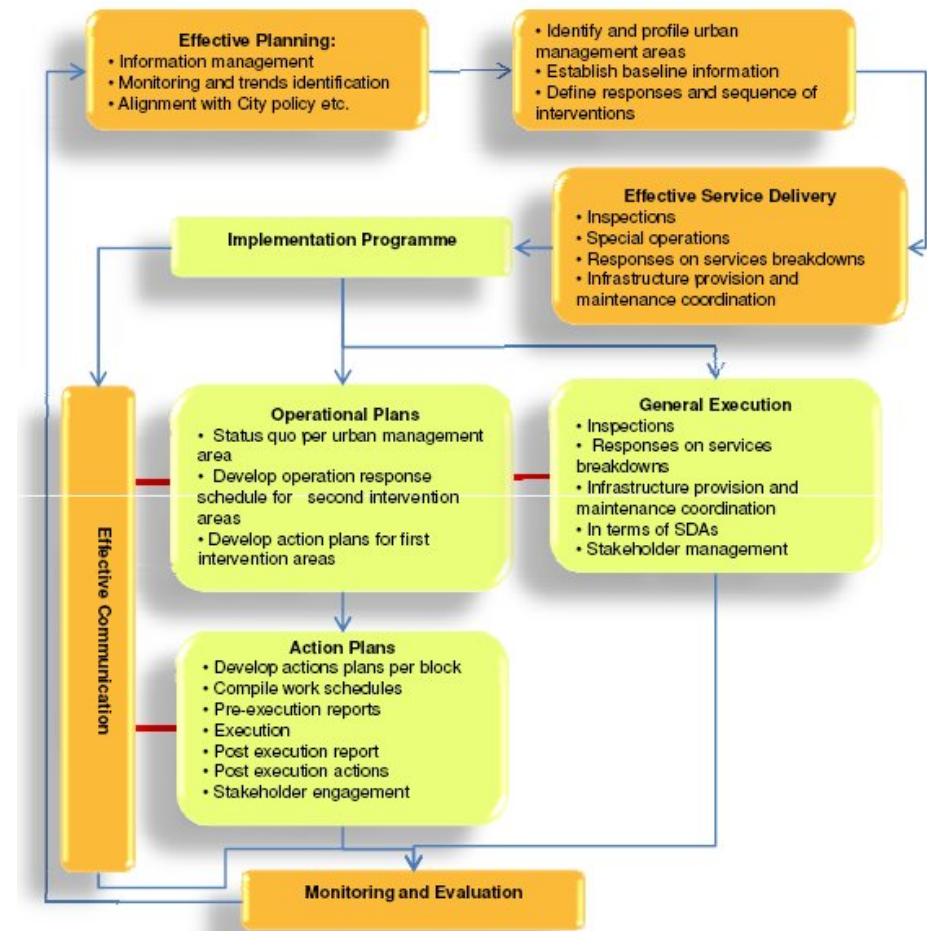 Effective Planning:
• Information management
• Monitoring and trends identification
• Alignment with City policy etc.
• Identify and profile urban
management areas
• Establish baseline information
• Define responses and sequence of
interventions
Effective Service Delivery
• Inspections
• Special operations
• Responses on services breakdowns
• Infrastructure provision and
maintenance coordination
Implementation Programme
Effective Communication
Operational Plans
• Status quo per urban management
area
• Develop operation response
schedule for second intervention
areas
• Develop action plans for first
intervention areas
General Execution
• Inspections
• Responses on services
breakdowns
• Infrastructure provision and
maintenance coordination
• In terms of SDAs
• Stakeholder management
Action Plans
• Develop actions plans per block
• Compile work schedules
• Pre-execution reports
• Execution
• Post execution report
• Post execution actions
• Stakeholder engagement
Monitoring and Evaluation